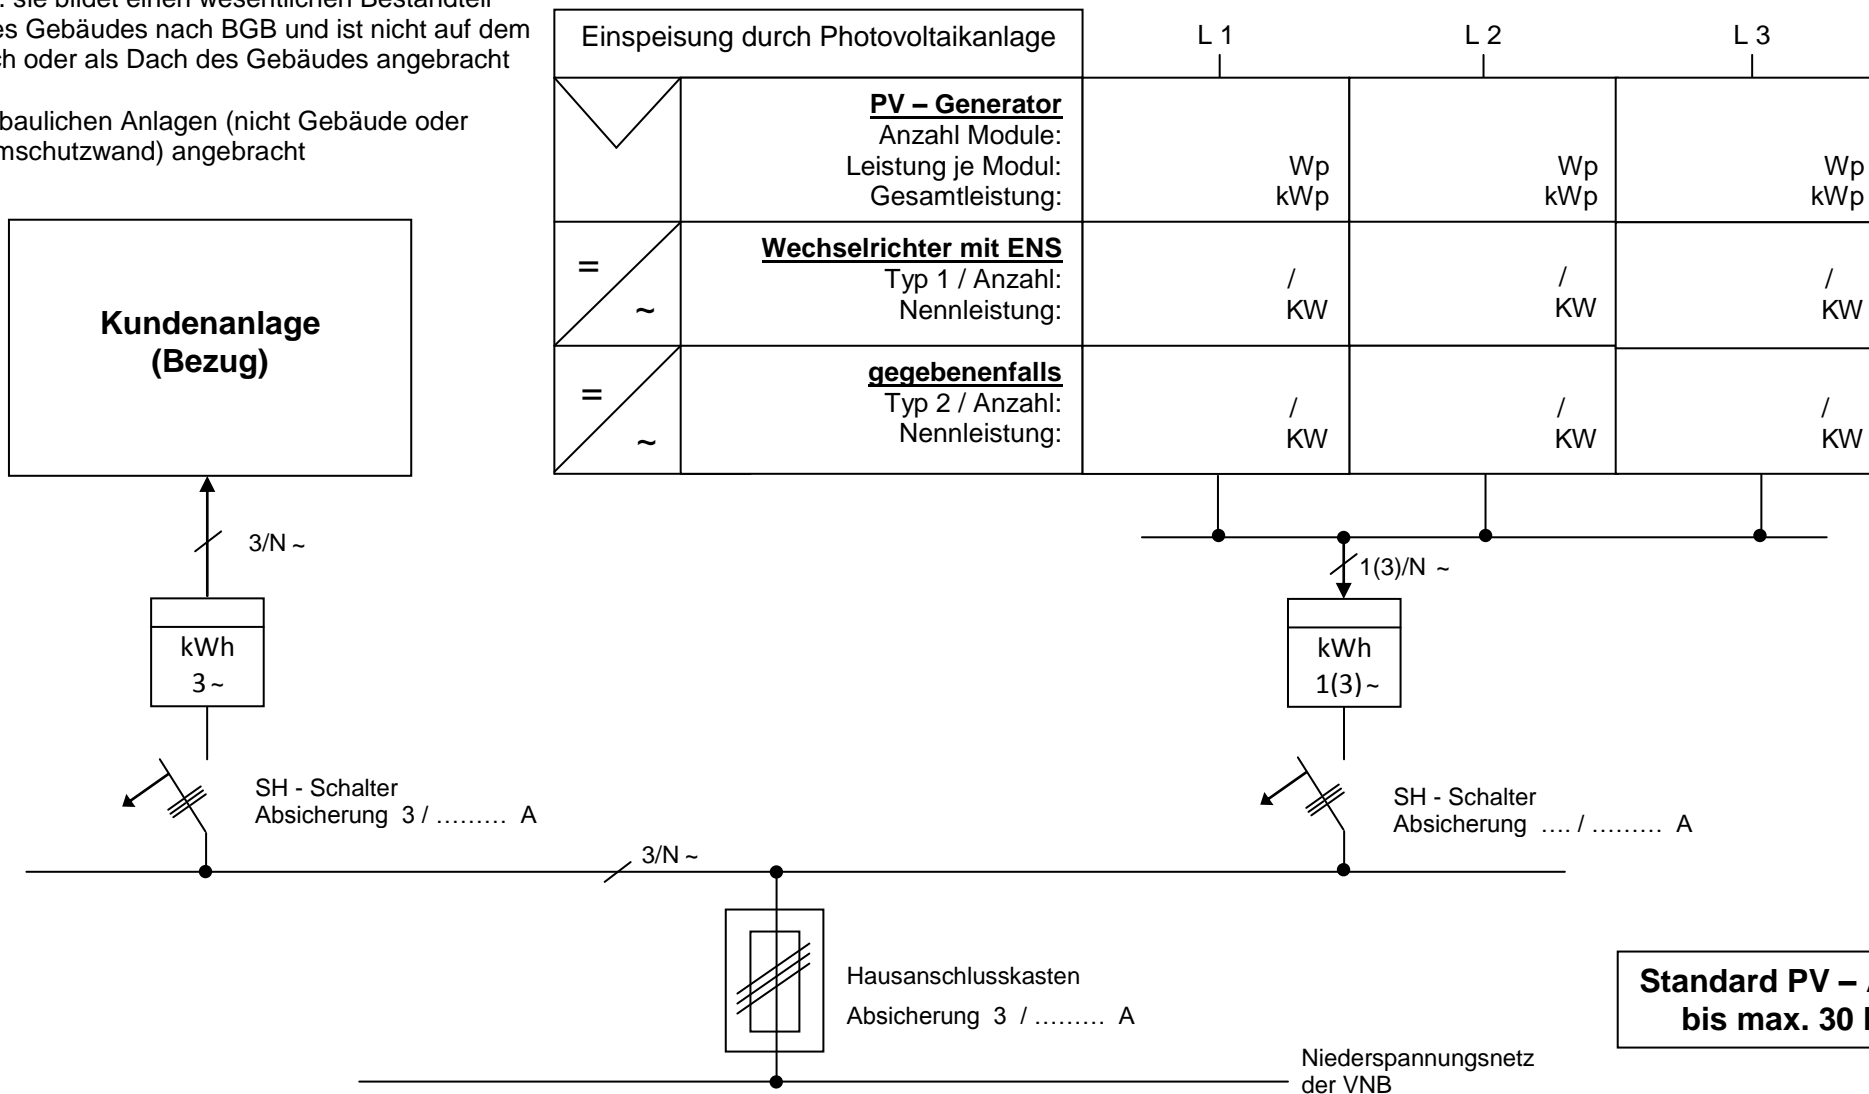 sie bildet einen wesentlichen Bestandteil
es Gebäudes nach BGB und ist nicht auf dem
ch oder als Dach des Gebäudes angebracht
baulichen Anlagen (nicht Gebäude oder
mschutzwand) angebracht
Einspeisung durch Photovoltaikanlage
L 1
L 2
L 3
PV – Generator
Anzahl Module:
Leistung je Modul: Wp Wp Wp
Gesamtleistung: kWp kWp kWp
=
~
Wechselrichter mit ENS
Typ 1 / Anzahl: / / /
Nennleistung: KW KW KW
=
~
gegebenenfalls
Typ 2 / Anzahl: / / /
Nennleistung: KW KW KW
Kundenanlage
(Bezug)
3/N ~
1(3)/N ~
kWh
3 ~
kWh
1(3) ~
SH - Schalter
Absicherung 3 / ……… A
SH - Schalter
Absicherung …. / ……… A
3/N ~
Hausanschlusskasten
Absicherung 3 / ……… A
Standard PV –
bis max. 30
Niederspannungsnetz
der VNB